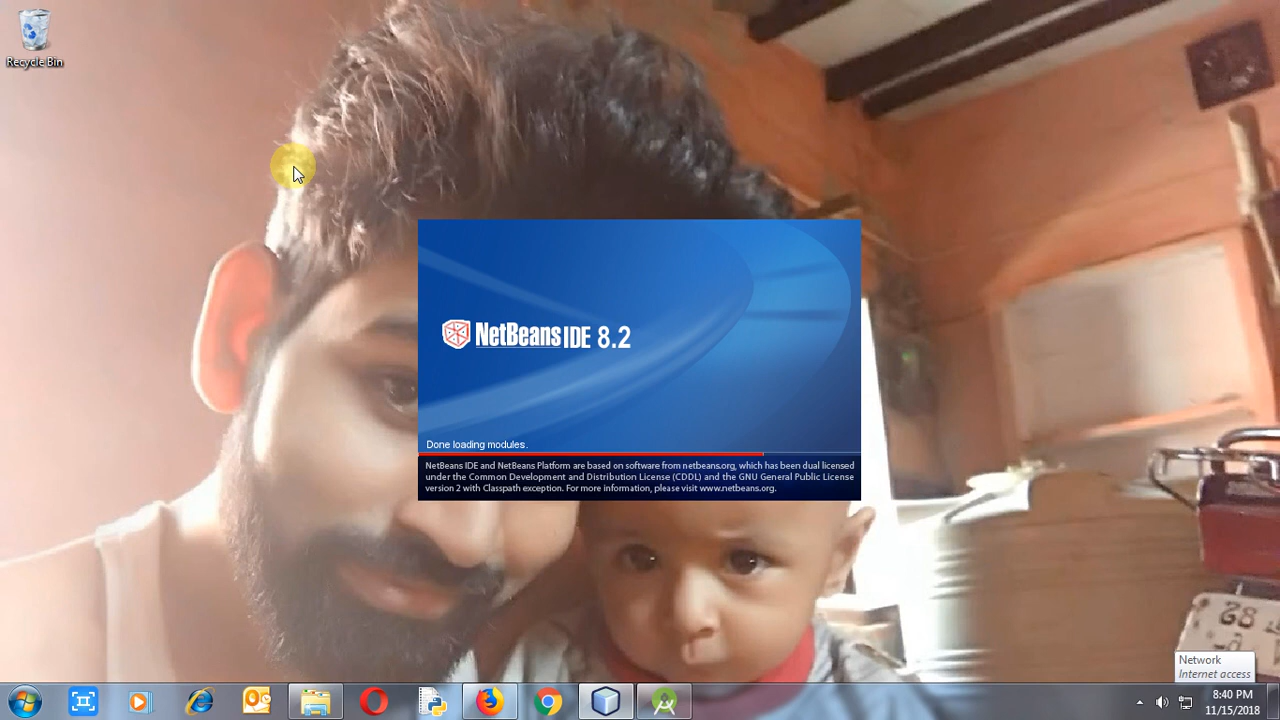 Recycle Bin
NetBeans IDE 8.2
Done loading modules.
NetBeans IDE and NetBeans Platform are based on software from netbeans.org, which has been dual licensed
under the Common Development and Distribution License (CDDL) and the GNU General Public License
version 2 with Classpath exception. For more information, please visit www.netbeans.org.
Network
Internet access
8:40 PM
11/15/2018